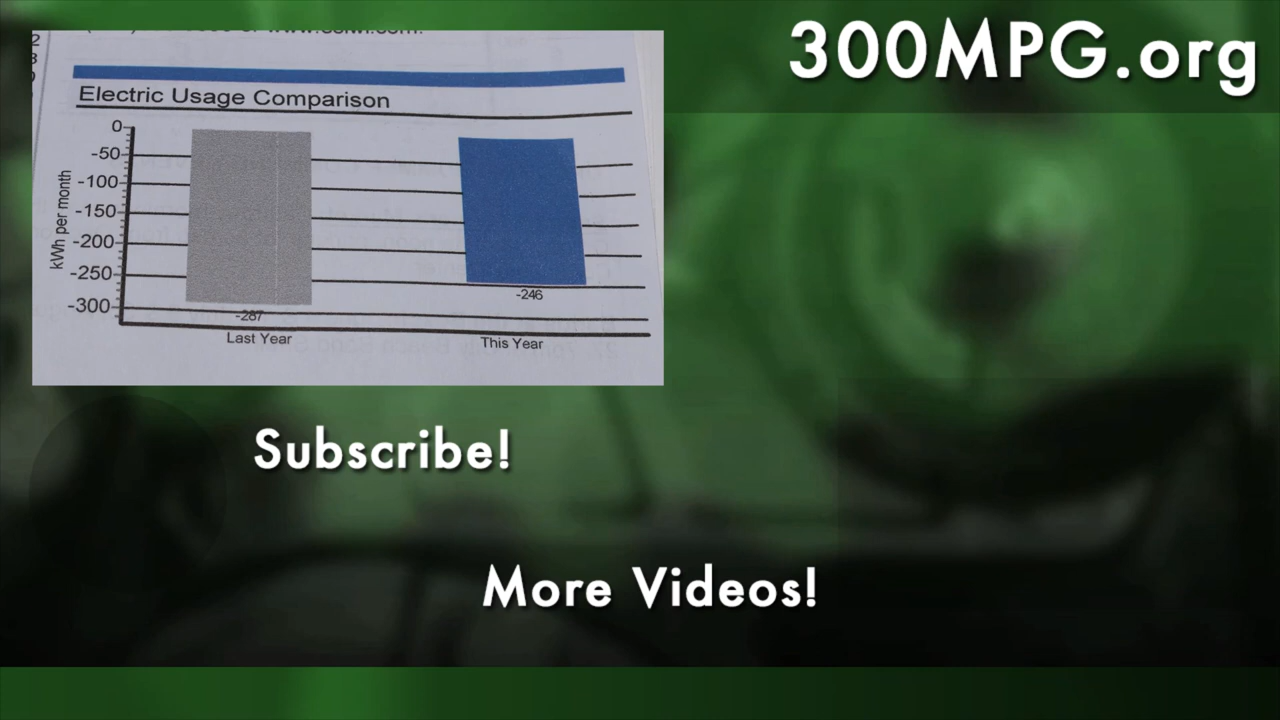 300MPG.org
Electric Usage Comparison
kWh per month
0
-50
-100
-150
-200
-250
-300
-287
-246
Last Year
This Year
Subscribe!
More Videos!